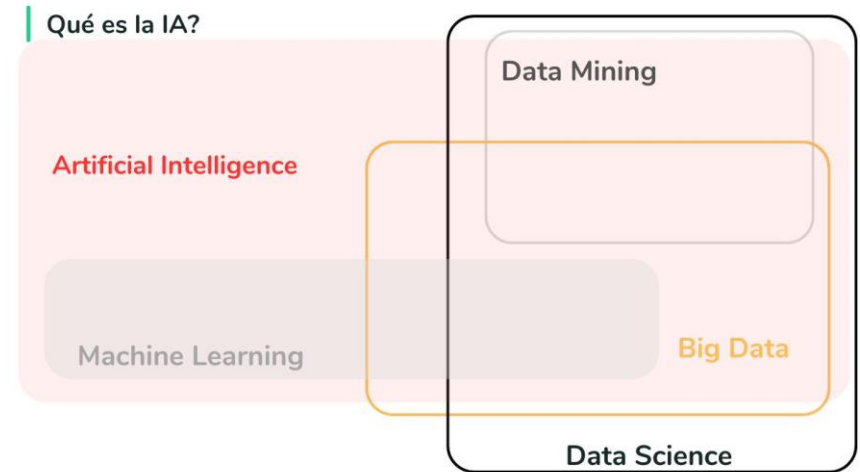 Qué es la IA?
Data Mining
Artificial Intelligence
Machine Learning
Big Data
Data Science